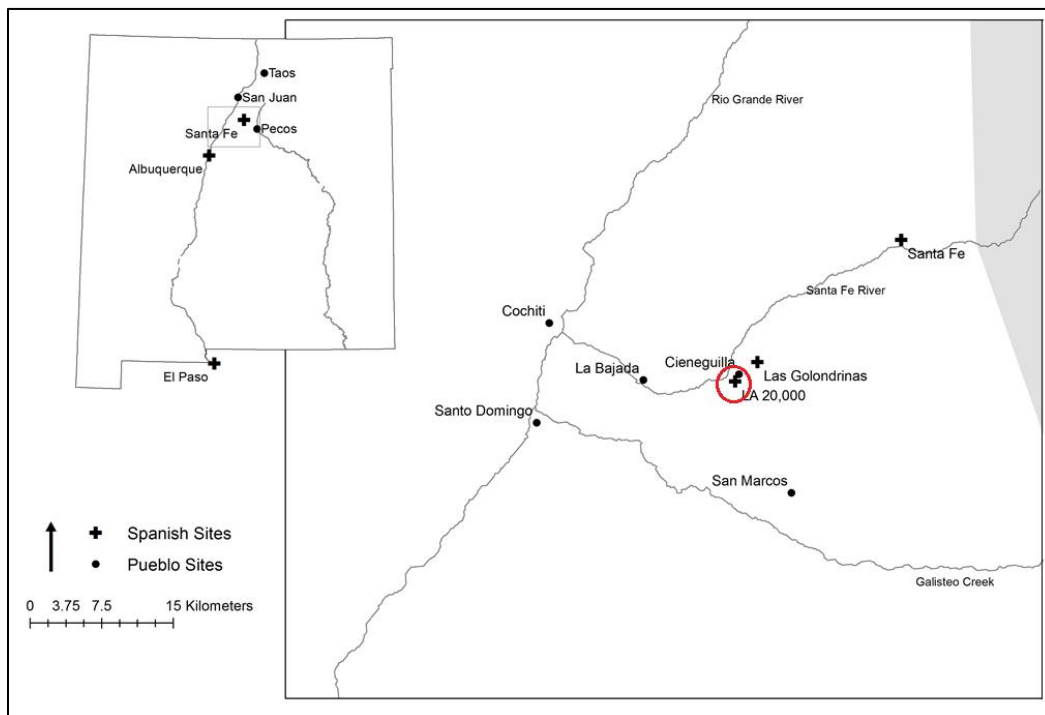 Taos
San Juan
Santa Fe
Pecos
Albuquerque
El Paso
Rio Grande River
Santa Fe
Santa Fe River
Cochiti
Cieneguilla
La Bajada
Las Golondrinas
LA 20,000
Santo Domingo
San Marcos
Galisteo Creek
Spanish Sites
Pueblo Sites
0 3.75 7.5 15 Kilometers